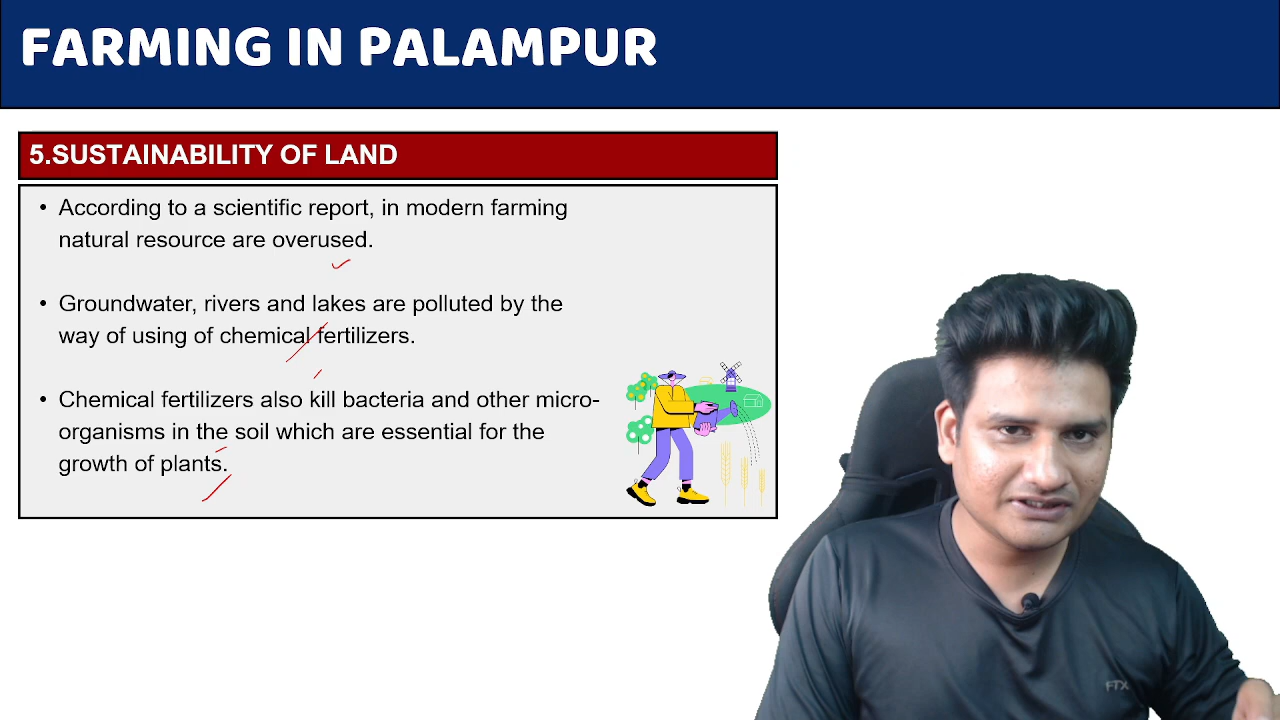 FARMING IN PALAMPUR
5.SUSTAINABILITY OF LAND
• According to a scientific report, in modern farming
natural resource are overused.
• Groundwater, rivers and lakes are polluted by the
way of using of chemical fertilizers.
• Chemical fertilizers also kill bacteria and other micro-
organisms in the soil which are essential for the
growth of plants.
FTX